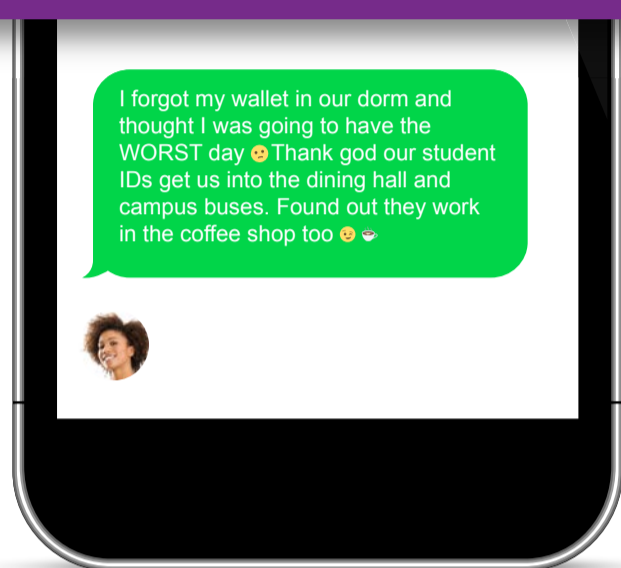 I forgot my wallet in our dorm and
thought I was going to have the
WORST day 😕Thank god our student
IDs get us into the dining hall and
campus buses. Found out they work
in the coffee shop too 😉 ☕